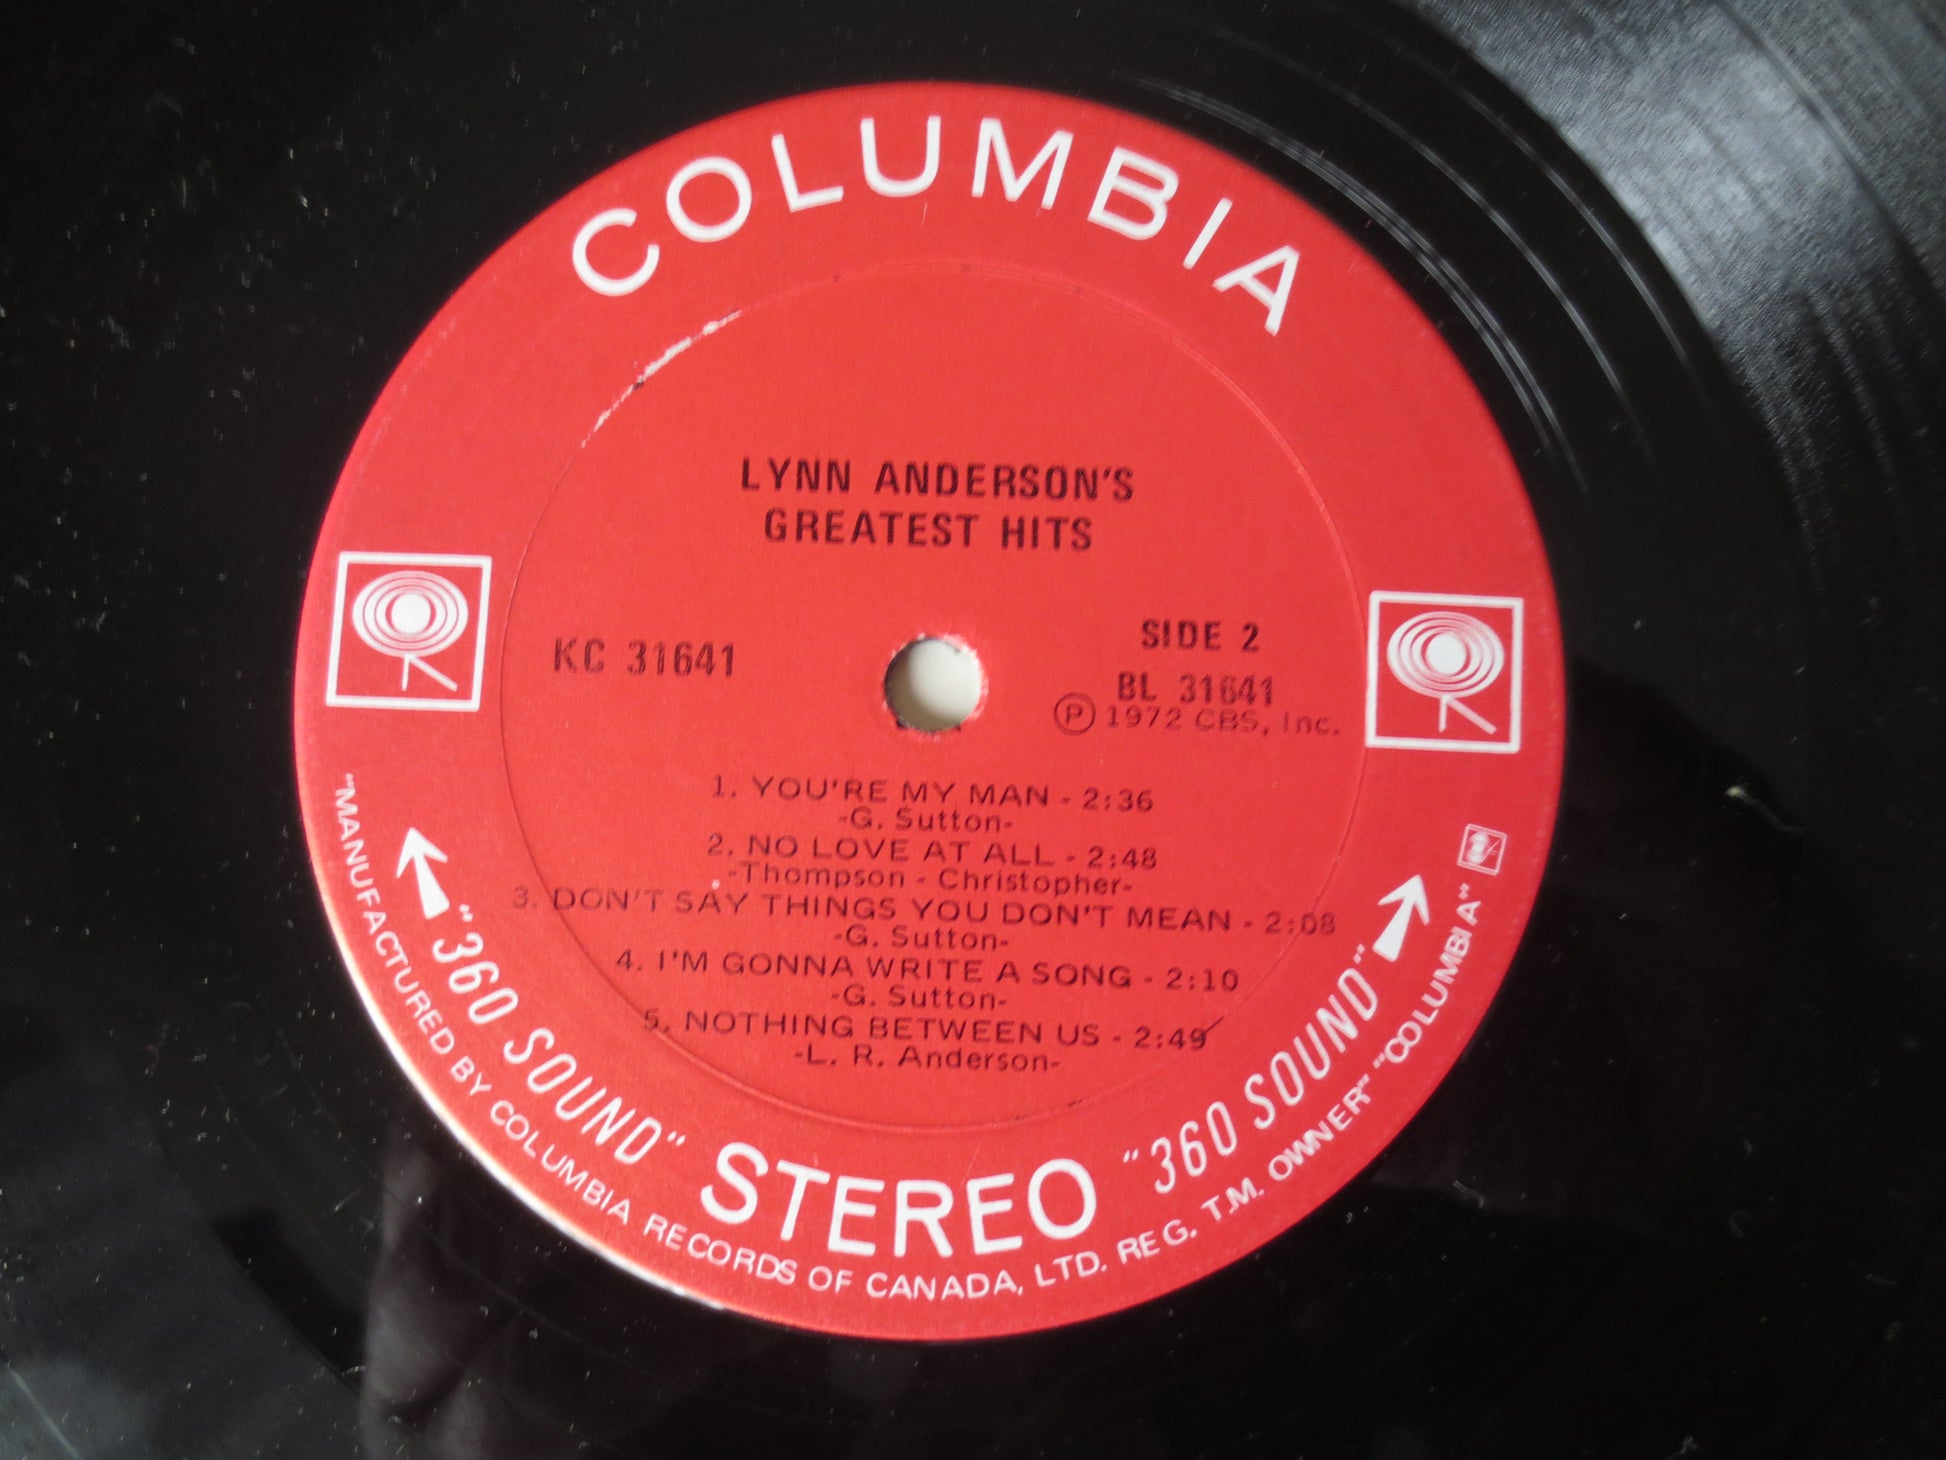 COLUMBIA
LYNN ANDERSON'S
GREATEST HITS
KC 31641
SIDE 2
BL 31641
Ⓟ 1972 CBS, Inc.
1. YOU'RE MY MAN - 2:36
-G. Sutton-
2. NO LOVE AT ALL - 2:48
-Thompson - Christopher-
3. DON'T SAY THINGS YOU DON'T MEAN - 2:08
-G. Sutton-
4. I'M GONNA WRITE A SONG - 2:10
-G. Sutton-
5. NOTHING BETWEEN US - 2:49
-L. R. Anderson-
"360 SOUND" STEREO "360 SOUND"
"MANUFACTURED BY COLUMBIA RECORDS OF CANADA, LTD. REG. T.M. OWNER" "COLUMBIA"